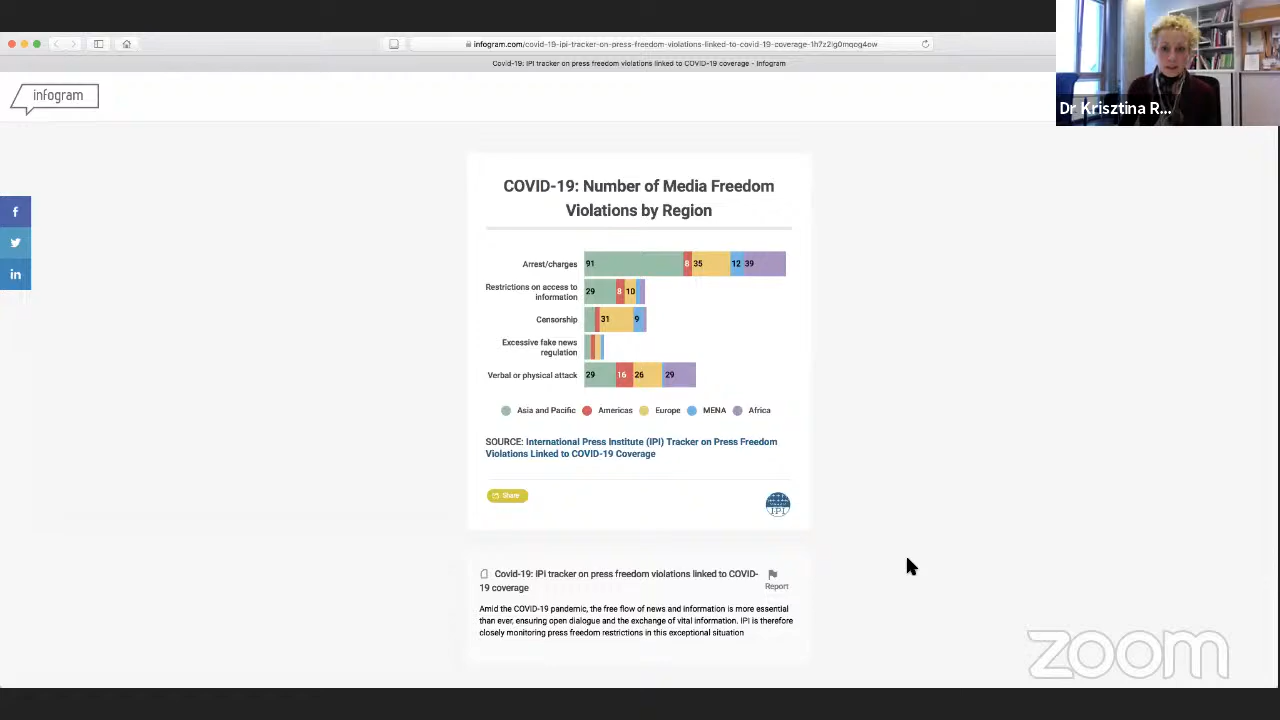 infogram.com/covid-19-ipi-tracker-on-press-freedom-violations-linked-to-covid-19-coverage-1h7z2lg0mqog4ew
Covid-19: IPI tracker on press freedom violations linked to COVID-19 coverage - Infogram
infogram
Dr Krisztina R...
f
in
COVID-19: Number of Media Freedom
Violations by Region
Arrest/charges 91 8 35 12 39
Restrictions on access to
information
29 8 10
Censorship 31 9
Excessive fake news
regulation
Verbal or physical attack 29 16 26 29
Asia and Pacific Americas Europe MENA Africa
SOURCE: International Press Institute (IPI) Tracker on Press Freedom
Violations Linked to COVID-19 Coverage
Share
IPI
Covid-19: IPI tracker on press freedom violations linked to COVID-
19 coverage
Report
Amid the COVID-19 pandemic, the free flow of news and information is more essential
than ever, ensuring open dialogue and the exchange of vital information. IPI is therefore
closely monitoring press freedom restrictions in this exceptional situation
zoom